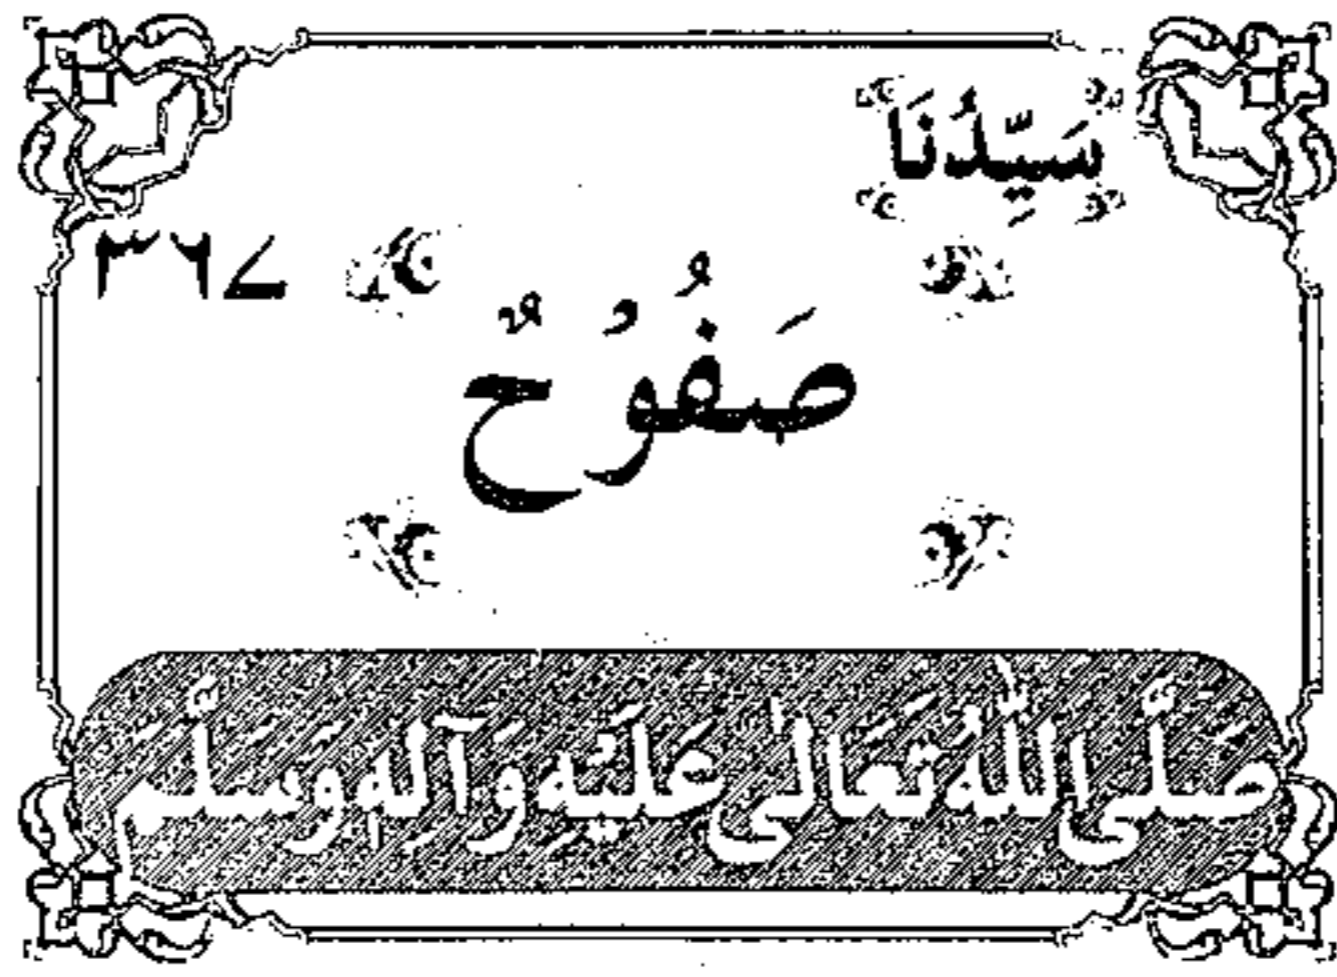 سَيِّدُنَا
۳۶۷
صَفُوْحٌ
صَلَّی اللّٰهُ تَعَالٰی عَلَيْهِ وَآلِهٖ وَسَلَّمَ